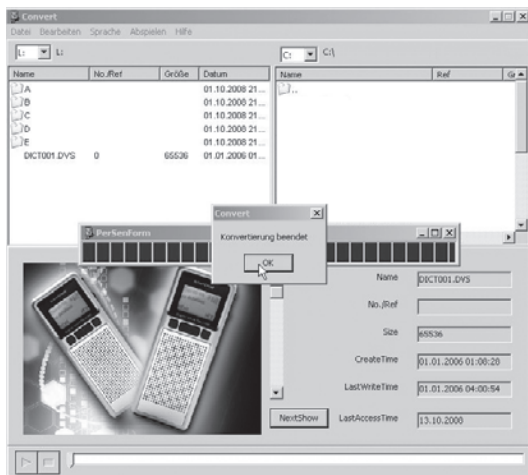 Convert
Datei Bearbeiten Sprache Abspielen Hilfe
L: L:
C: C:\
Name No./Ref Größe Datum
Name Ref
A 01.10.2008 21...
B 01.10.2008 21...
C 01.10.2008 21...
D 01.10.2008 21...
E 01.10.2008 21...
DICT001.DVS 0 65536 01.01.2006 01...
..
PerSenForm
Convert
Konvertierung beendet
OK
Name DICT001.DVS
No./Ref
Size 65536
CreateTime 01.01.2006 01:00:20
LastWriteTime 01.01.2006 04:00:54
NextShow LastAccessTime 13.10.2008